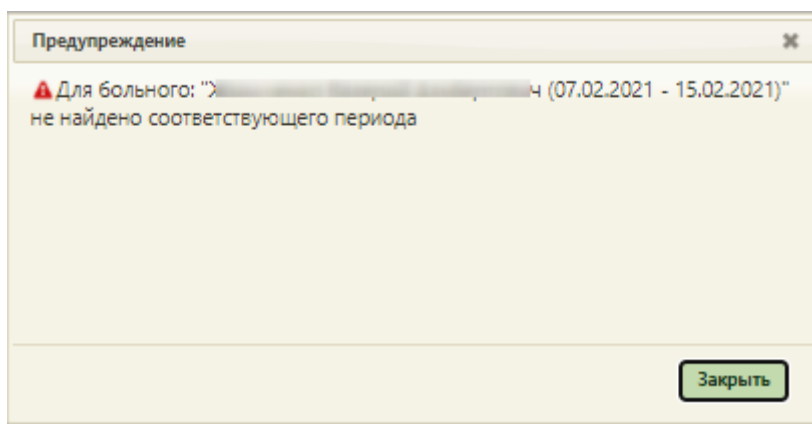 Предупреждение
Для больного: "Ж ч (07.02.2021 - 15.02.2021)"
не найдено соответствующего периода
Закрыть